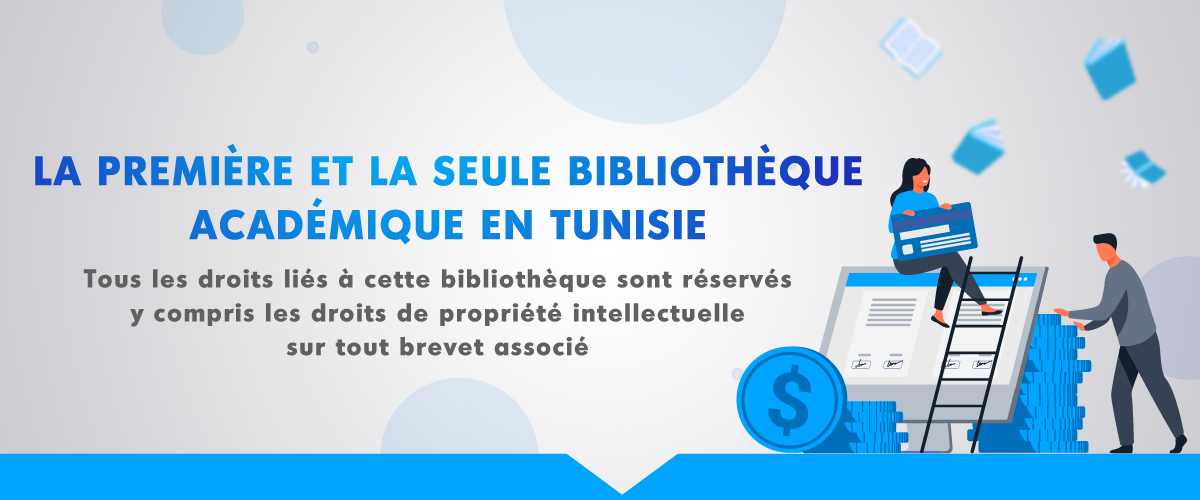 LA PREMIÈRE ET LA SEULE BIBLIOTHÈQUE
ACADÉMIQUE EN TUNISIE
Tous les droits liés à cette bibliothèque sont réservés
y compris les droits de propriété intellectuelle
sur tout brevet associé
$